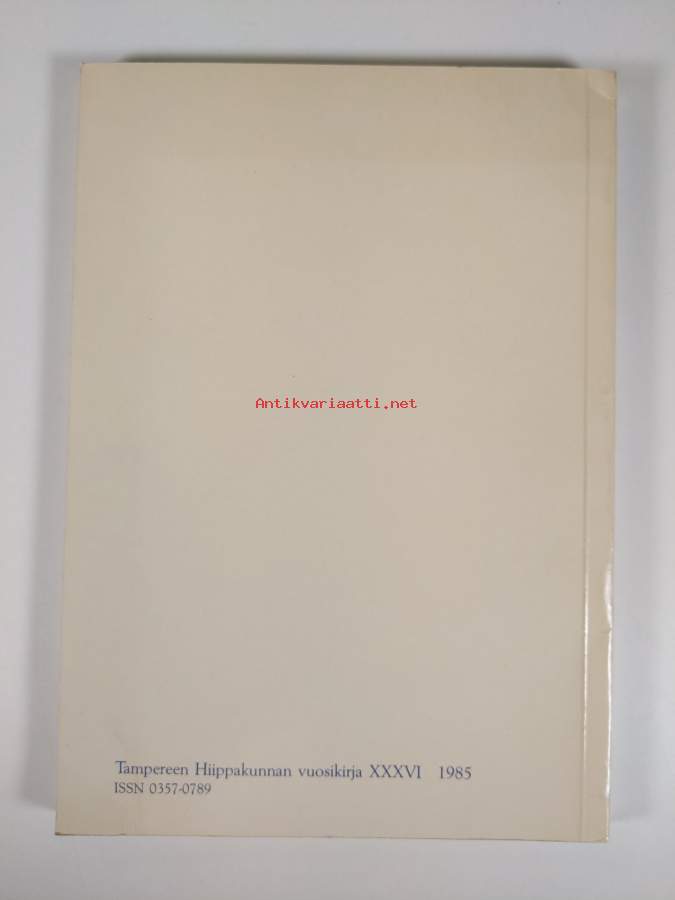 Antikvariaatti.net
Tampereen Hiippakunnan vuosikirja XXXVI 1985
ISSN 0357-0789